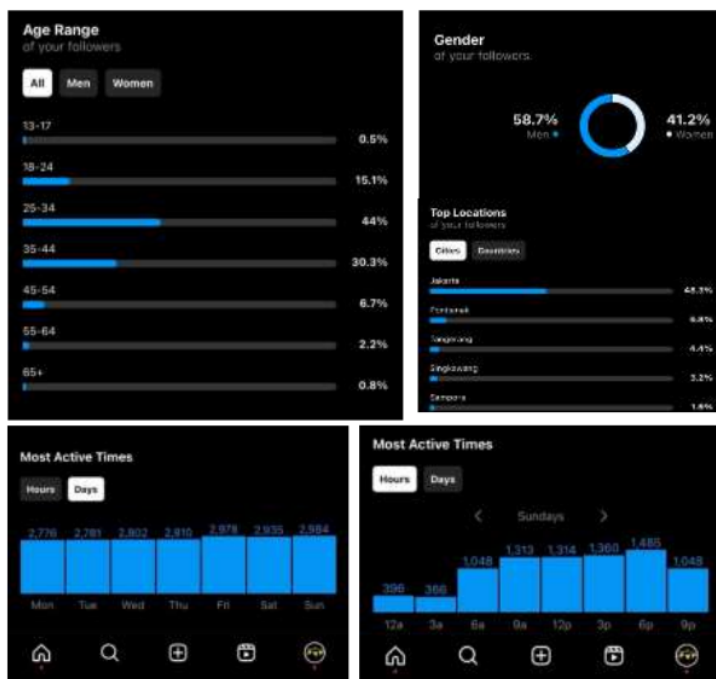 Age Range
of your followers
All Men Women
13-17
0.5%
18-24
15.1%
25-34
44%
35-44
30.3%
45-54
6.7%
55-64
2.2%
65+
0.8%
Gender
of your followers.
58.7%
Men
41.2%
Women
Top Locations
of your followers
Cities Countries
Jakarta
Pontianak
6.8%
Tangerang
4.4%
Singkawang
3.2%
Sampora
1.6%
Most Active Times
Hours Days
2,776 2,802 2,810 2,978 2,935 2,984
Mon Tue Wed Thu Fri Sat Sun
Most Active Times
Hours Days
Sundays
396 366 1,048 1,313 1,314 1,360 1,485 1,048
12a 3a 6a 9a 12p 3p 6p 9p